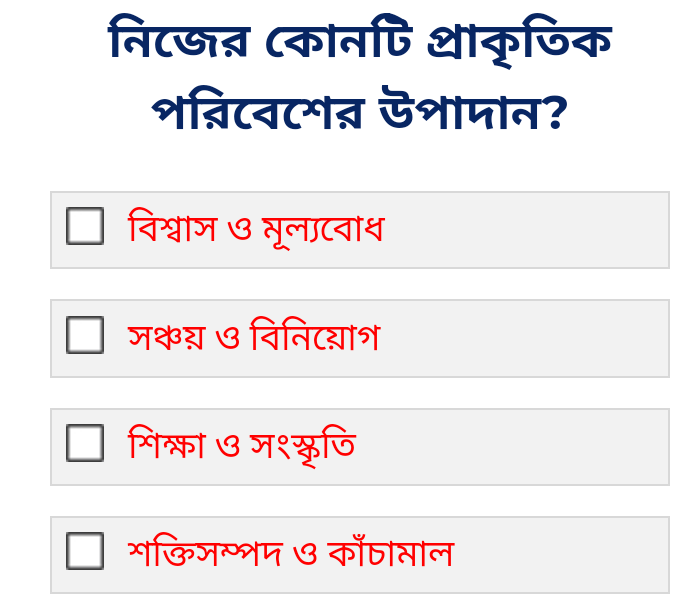 নিজের কোনটি প্রাকৃতিক
পরিবেশের উপাদান?
বিশ্বাস ও মূল্যবোধ
সঞ্চয় ও বিনিয়োগ
শিক্ষা ও সংস্কৃতি
শক্তিসম্পদ ও কাঁচামাল